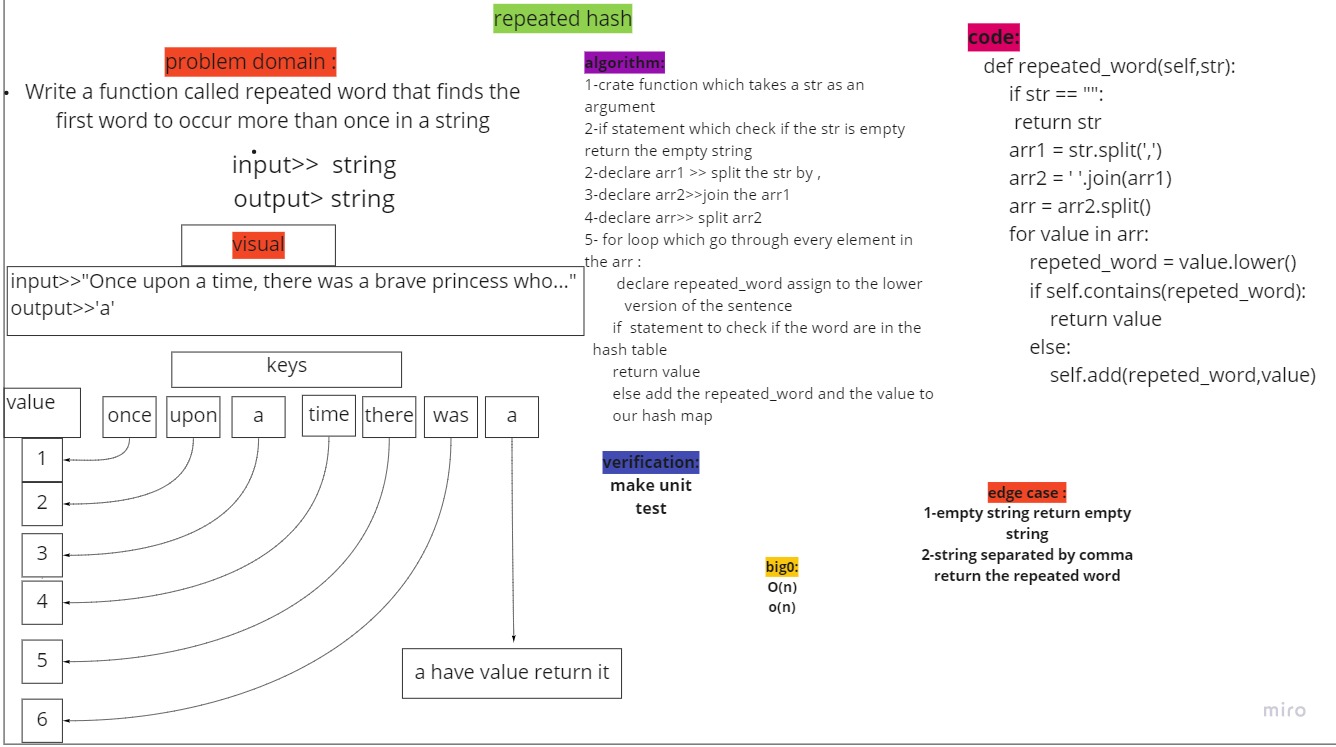 repeated hash
problem domain :
• Write a function called repeated word that finds the
first word to occur more than once in a string
input>> string
output> string
visual
input>>"Once upon a time, there was a brave princess who..."
output>>'a'
keys
value
once
upon
a
time
there
was
a
1
2
3
4
5
6
a have value return it
algorithm:
1-crate function which takes a str as an
argument
2-if statement which check if the str is empty
return the empty string
2-declare arr1 >> split the str by ,
3-declare arr2>>join the arr1
4-declare arr>> split arr2
5- for loop which go through every element in
the arr :
declare repeated_word assign to the lower
version of the sentence
if statement to check if the word are in the
hash table
return value
else add the repeated_word and the value to
our hash map
verification:
make unit
test
big0:
O(n)
o(n)
code:
def repeated_word(self,str):
if str == "":
return str
arr1 = str.split(',')
arr2 = ' '.join(arr1)
arr = arr2.split()
for value in arr:
repeted_word = value.lower()
if self.contains(repeted_word):
return value
else:
self.add(repeted_word,value)
edge case :
1-empty string return empty
string
2-string separated by comma
return the repeated word
miro